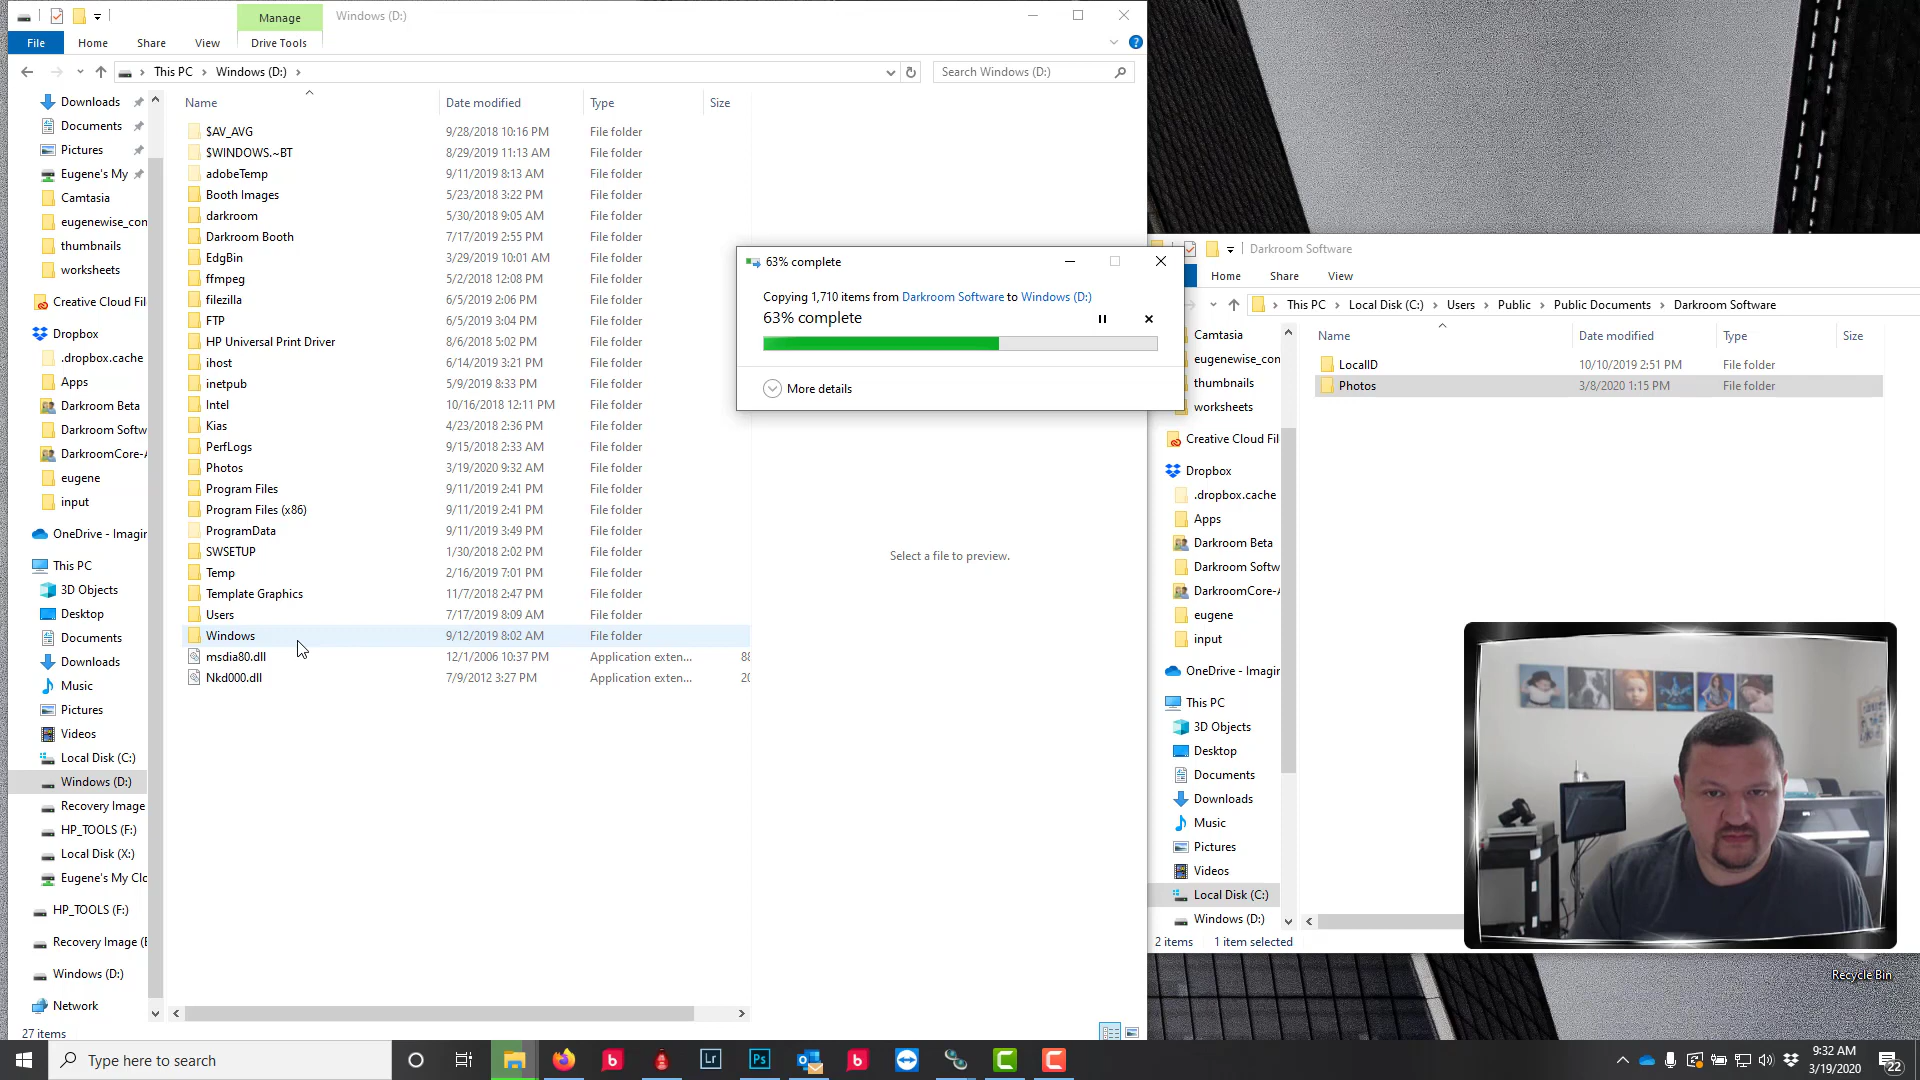 Manage
Windows (D:)
File
Home
Share
View
Drive Tools
This PC
Windows (D:)
Search Windows (D:)
Downloads
Documents
Pictures
Eugene's My
Camtasia
eugenewise_con
thumbnails
worksheets
Creative Cloud Fil
Dropbox
.dropbox.cache
Apps
Darkroom Beta
Darkroom Softw
DarkroomCore-A
eugene
input
OneDrive - Imagin
This PC
3D Objects
Desktop
Documents
Downloads
Music
Pictures
Videos
Local Disk (C:)
Windows (D:)
Recovery Image
HP_TOOLS (F:)
Local Disk (X:)
Eugene's My Clo
HP_TOOLS (F:)
Recovery Image (E
Windows (D:)
Network
27 items
Name Date modified Type Size
$AV_AVG 9/28/2018 10:16 PM File folder
$WINDOWS.~BT 8/29/2019 11:13 AM File folder
adobeTemp 9/11/2019 8:13 AM File folder
Booth Images 5/23/2018 3:22 PM File folder
darkroom 5/30/2018 9:05 AM File folder
Darkroom Booth 7/17/2019 2:55 PM File folder
EdgBin 3/29/2019 10:01 AM File folder
ffmpeg 5/2/2018 12:08 PM File folder
filezilla 6/5/2019 2:06 PM File folder
FTP 6/5/2019 3:04 PM File folder
HP Universal Print Driver 8/6/2018 5:02 PM File folder
ihost 6/14/2019 3:21 PM File folder
inetpub 5/9/2019 8:33 PM File folder
Intel 10/16/2018 12:11 PM File folder
Kias 4/23/2018 2:36 PM File folder
PerfLogs 9/15/2018 2:33 AM File folder
Photos 3/19/2020 9:32 AM File folder
Program Files 9/11/2019 2:41 PM File folder
Program Files (x86) 9/11/2019 2:41 PM File folder
ProgramData 9/11/2019 3:49 PM File folder
SWSETUP 1/30/2018 2:02 PM File folder
Temp 2/16/2019 7:01 PM File folder
Template Graphics 11/7/2018 2:47 PM File folder
Users 7/17/2019 8:09 AM File folder
Windows 9/12/2019 8:02 AM File folder
msdia80.dll 12/1/2006 10:37 PM Application exten... 88
Nkd000.dll 7/9/2012 3:27 PM Application exten... 20
Select a file to preview.
63% complete
Copying 1,710 items from Darkroom Software to Windows (D:)
63% complete
More details
Darkroom Software
Home
Share
View
This PC
Local Disk (C:)
Users
Public
Public Documents
Darkroom Software
Name Date modified Type Size
LocalID 10/10/2019 2:51 PM File folder
Photos 3/8/2020 1:15 PM File folder
Camtasia
eugenewise_con
thumbnails
worksheets
Creative Cloud Fil
Dropbox
.dropbox.cache
Apps
Darkroom Beta
Darkroom Softw
DarkroomCore-A
eugene
input
OneDrive - Imagin
This PC
3D Objects
Desktop
Documents
Downloads
Music
Pictures
Videos
Local Disk (C:)
Windows (D:)
2 items
1 item selected
Recycle Bin
Type here to search
Lr
Ps
9:32 AM
3/19/2020
22